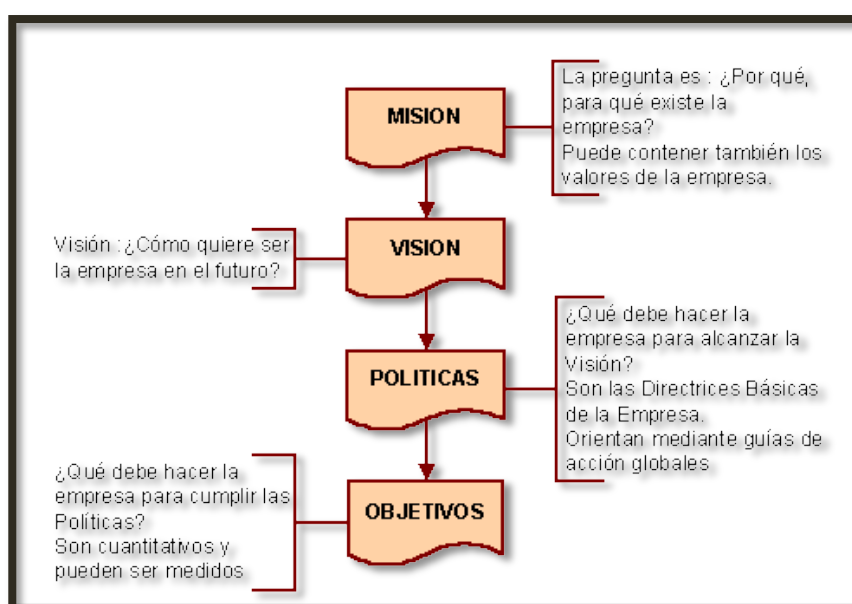 MISION
La pregunta es : ¿Por qué,
para qué existe la
empresa?
Puede contener también los
valores de la empresa.
Visión :¿Cómo quiere ser
la empresa en el futuro?
VISION
POLITICAS
¿Qué debe hacer la
empresa para alcanzar la
Visión?
Son las Directrices Básicas
de la Empresa.
Orientan mediante guías de
acción globales
¿Qué debe hacer la
empresa para cumplir las
Políticas?
Son cuantitativos y
pueden ser medidos
OBJETIVOS